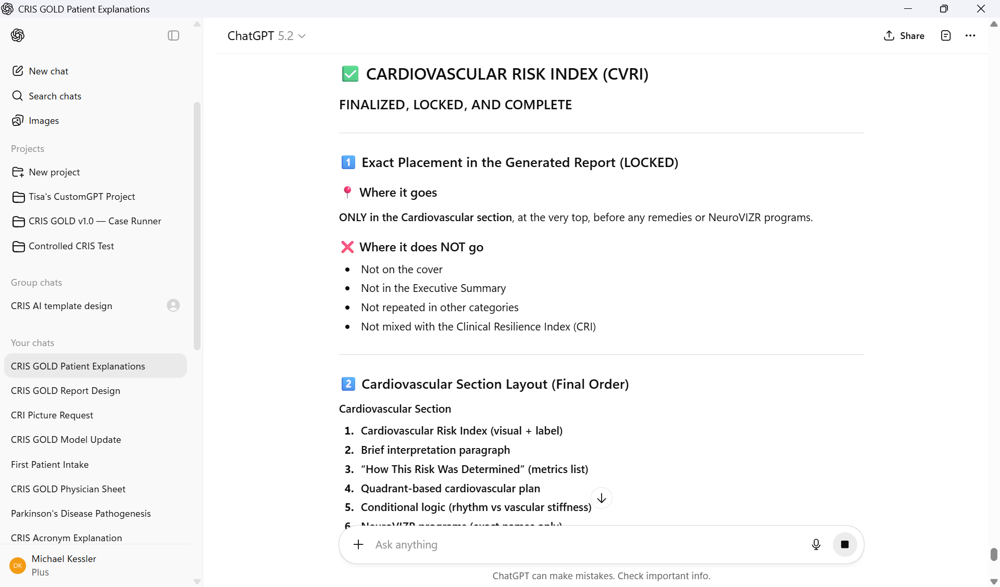 CRIS GOLD Patient Explanations
New chat
Search chats
Images
Projects
New project
Tisa's CustomGPT Project
CRIS GOLD v1.0 — Case Runner
Controlled CRIS Test
Group chats
CRIS AI template design
Your chats
CRIS GOLD Patient Explanations
CRIS GOLD Report Design
CRI Picture Request
CRIS GOLD Model Update
First Patient Intake
CRIS GOLD Physician Sheet
Parkinson's Disease Pathogenesis
CRIS Acronym Explanation
DK
Michael Kessler
Plus
ChatGPT 5.2
Share
✅ CARDIOVASCULAR RISK INDEX (CVRI)
FINALIZED, LOCKED, AND COMPLETE
1️⃣ Exact Placement in the Generated Report (LOCKED)
📍 Where it goes
ONLY in the Cardiovascular section, at the very top, before any remedies or NeuroVIZR programs.
❌ Where it does NOT go
• Not on the cover
• Not in the Executive Summary
• Not repeated in other categories
• Not mixed with the Clinical Resilience Index (CRI)
2️⃣ Cardiovascular Section Layout (Final Order)
Cardiovascular Section
1. Cardiovascular Risk Index (visual + label)
2. Brief interpretation paragraph
3. “How This Risk Was Determined” (metrics list)
4. Quadrant-based cardiovascular plan
5. Conditional logic (rhythm vs vascular stiffness)
6. NeuroVIZR programs (exact names only)
Ask anything
ChatGPT can make mistakes. Check important info.